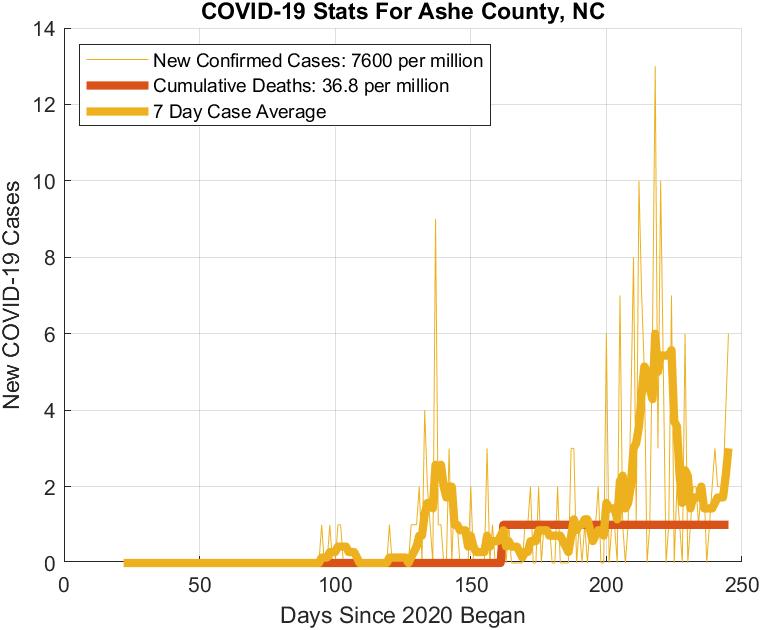 COVID-19 Stats For Ashe County, NC
14
New Confirmed Cases: 7600 per million
Cumulative Deaths: 36.8 per million
7 Day Case Average
12
10
8
6
4
2
0
New COVID-19 Cases
0 50 100 150 200 250
Days Since 2020 Began